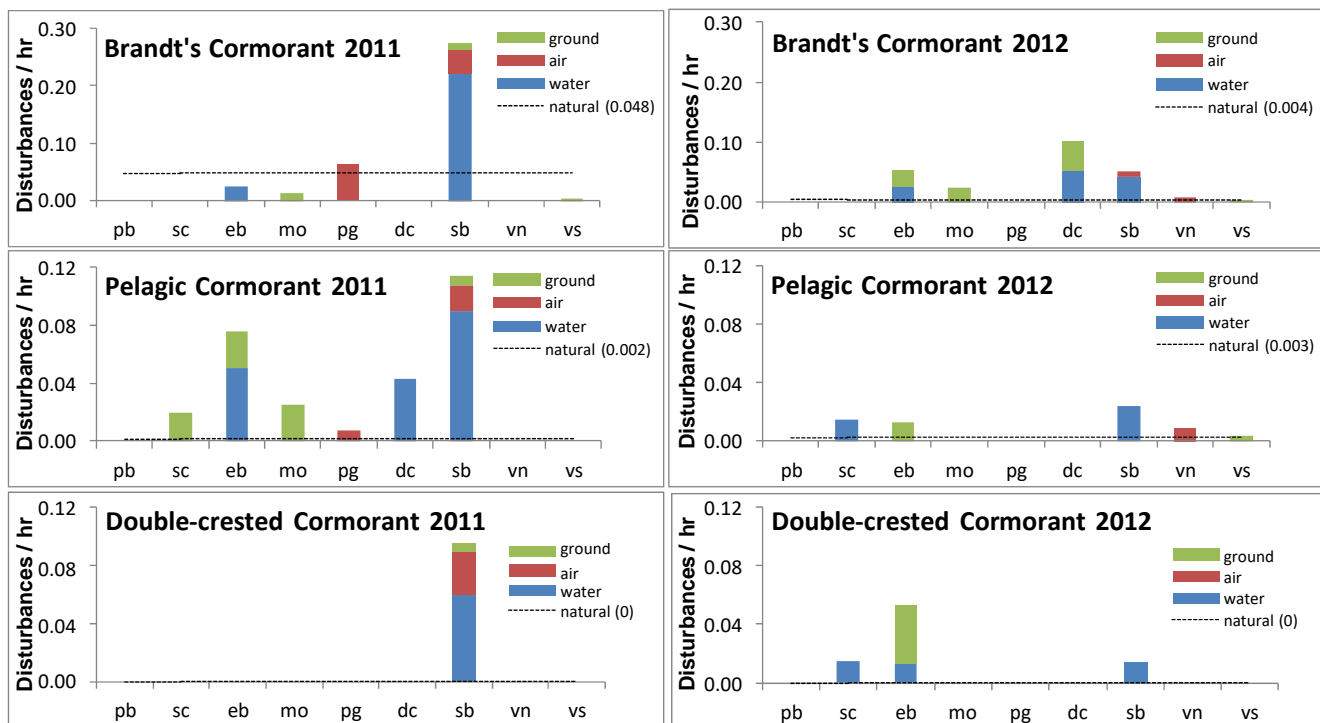 Brandt's Cormorant 2011
Disturbances / hr
0.30
0.20
0.10
0.00
ground
air
water
natural (0.048)
pb sc eb mo pg dc sb vn vs
Brandt's Cormorant 2012
Disturbances / hr
0.30
0.20
0.10
0.00
ground
air
water
natural (0.004)
pb sc eb mo pg dc sb vn vs
Pelagic Cormorant 2011
Disturbances / hr
0.12
0.08
0.04
0.00
ground
air
water
natural (0.002)
pb sc eb mo pg dc sb vn vs
Pelagic Cormorant 2012
Disturbances / hr
0.12
0.08
0.04
0.00
ground
air
water
natural (0.003)
pb sc eb mo pg dc sb vn vs
Double-crested Cormorant 2011
Disturbances / hr
0.12
0.08
0.04
0.00
ground
air
water
natural (0)
pb sc eb mo pg dc sb vn vs
Double-crested Cormorant 2012
Disturbances / hr
0.12
0.08
0.04
0.00
ground
air
water
natural (0)
pb sc eb mo pg dc sb vn vs